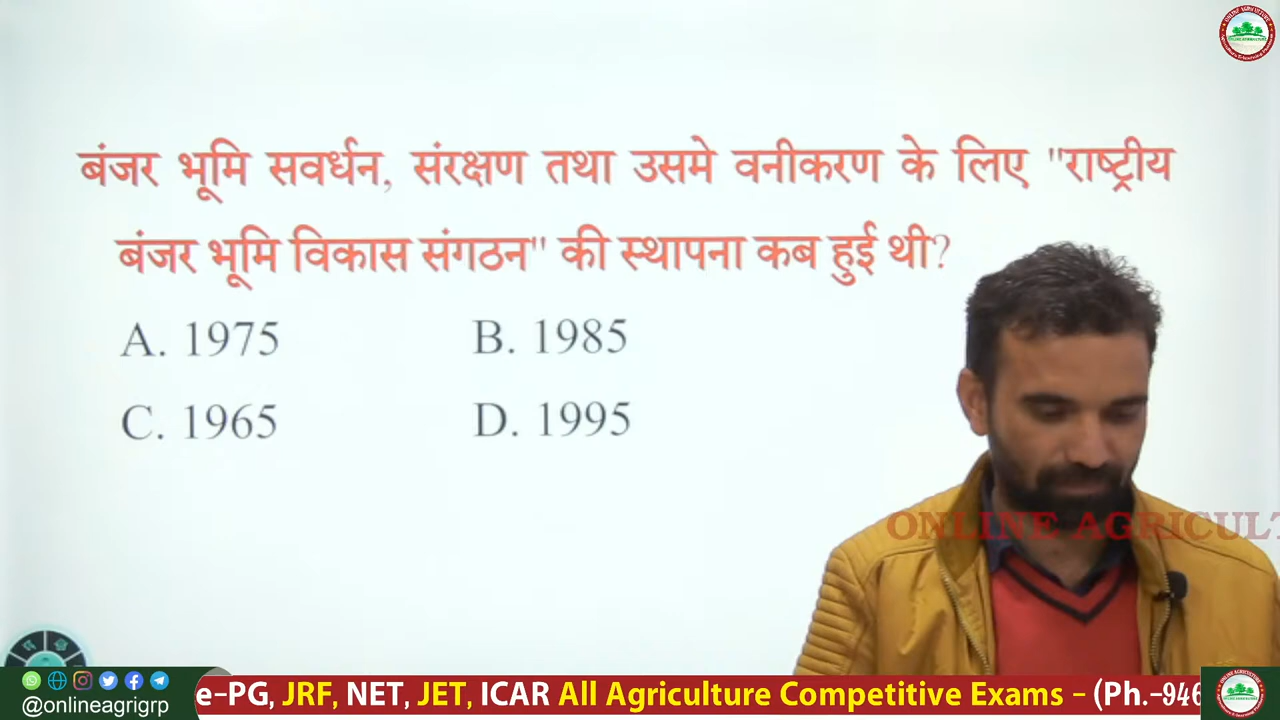 बंजर भूमि सवर्धन, संरक्षण तथा उसमे वनीकरण के लिए "राष्ट्रीय
बंजर भूमि विकास संगठन" की स्थापना कब हुई थी?
A. 1975 B. 1985
C. 1965 D. 1995
ONLINE AGRICULT
e-PG, JRF, NET, JET, ICAR All Agriculture Competitive Exams - (Ph.-946
@onlineagrigrp